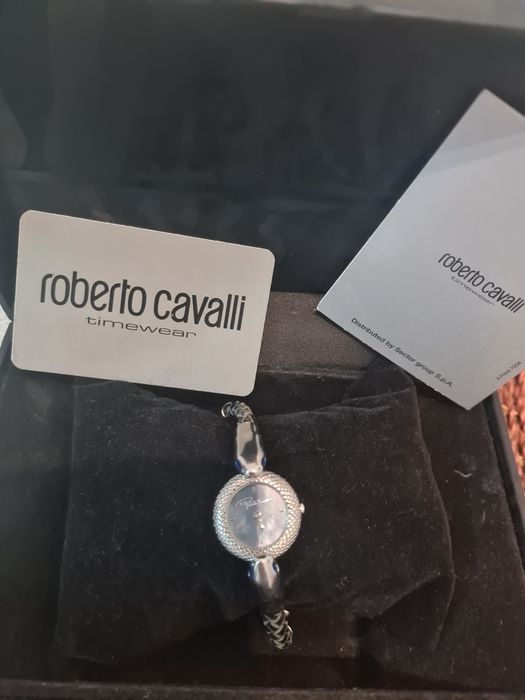 roberto cavalli
timewear
roberto cavalli
timewear
Distributed by Sector group S.p.A.